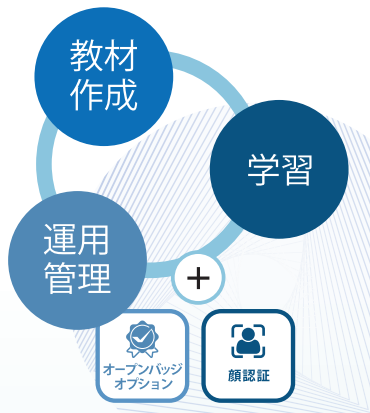 教材
作成
学習
運用
管理
+
オープンバッジ
オプション
顔認証